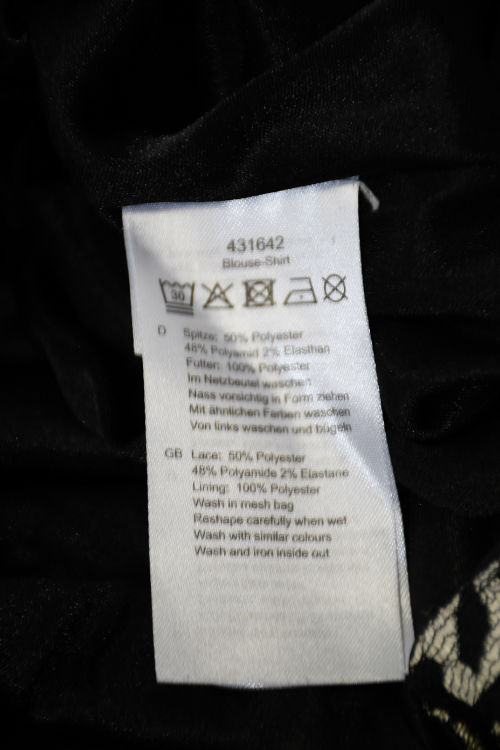 431642
Blouse-Shirt
30
D Spitze: 50% Polyester
48% Polyamid 2% Elasthan
Futter: 100% Polyester
Im Netzbeutel waschen
Nass vorsichtig in Form ziehen
Mit ähnlichen Farben waschen
Von links waschen und bügeln
GB Lace: 50% Polyester
48% Polyamide 2% Elastane
Lining: 100% Polyester
Wash in mesh bag
Reshape carefully when wet
Wash with similar colours
Wash and iron inside out